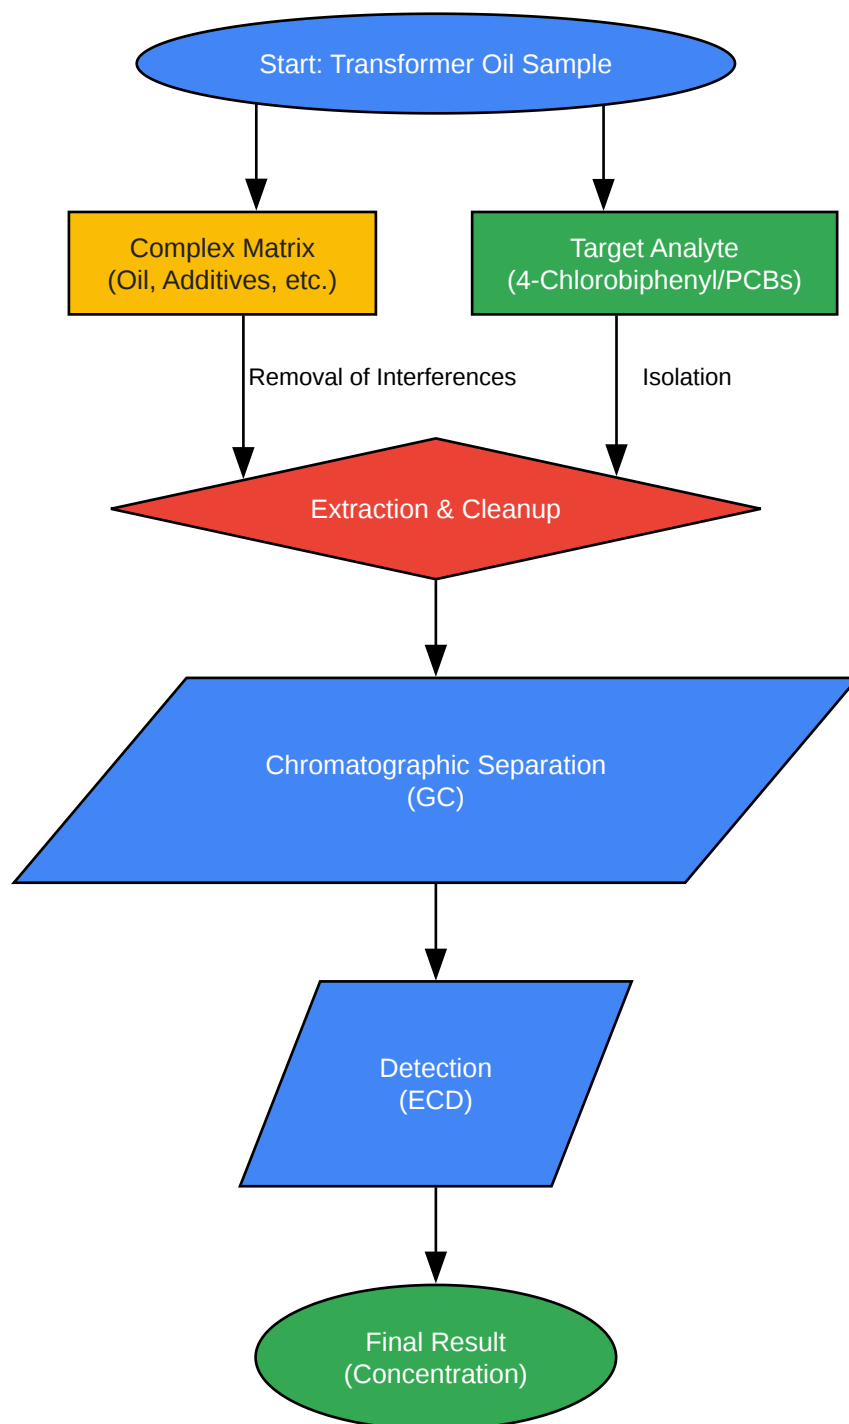 Start: Transformer Oil Sample
Complex Matrix
(Oil, Additives, etc.)
Target Analyte
(4-Chlorobiphenyl/PCBs)
Removal of Interferences
Isolation
Extraction & Cleanup
Chromatographic Separation
(GC)
Detection
(ECD)
Final Result
(Concentration)